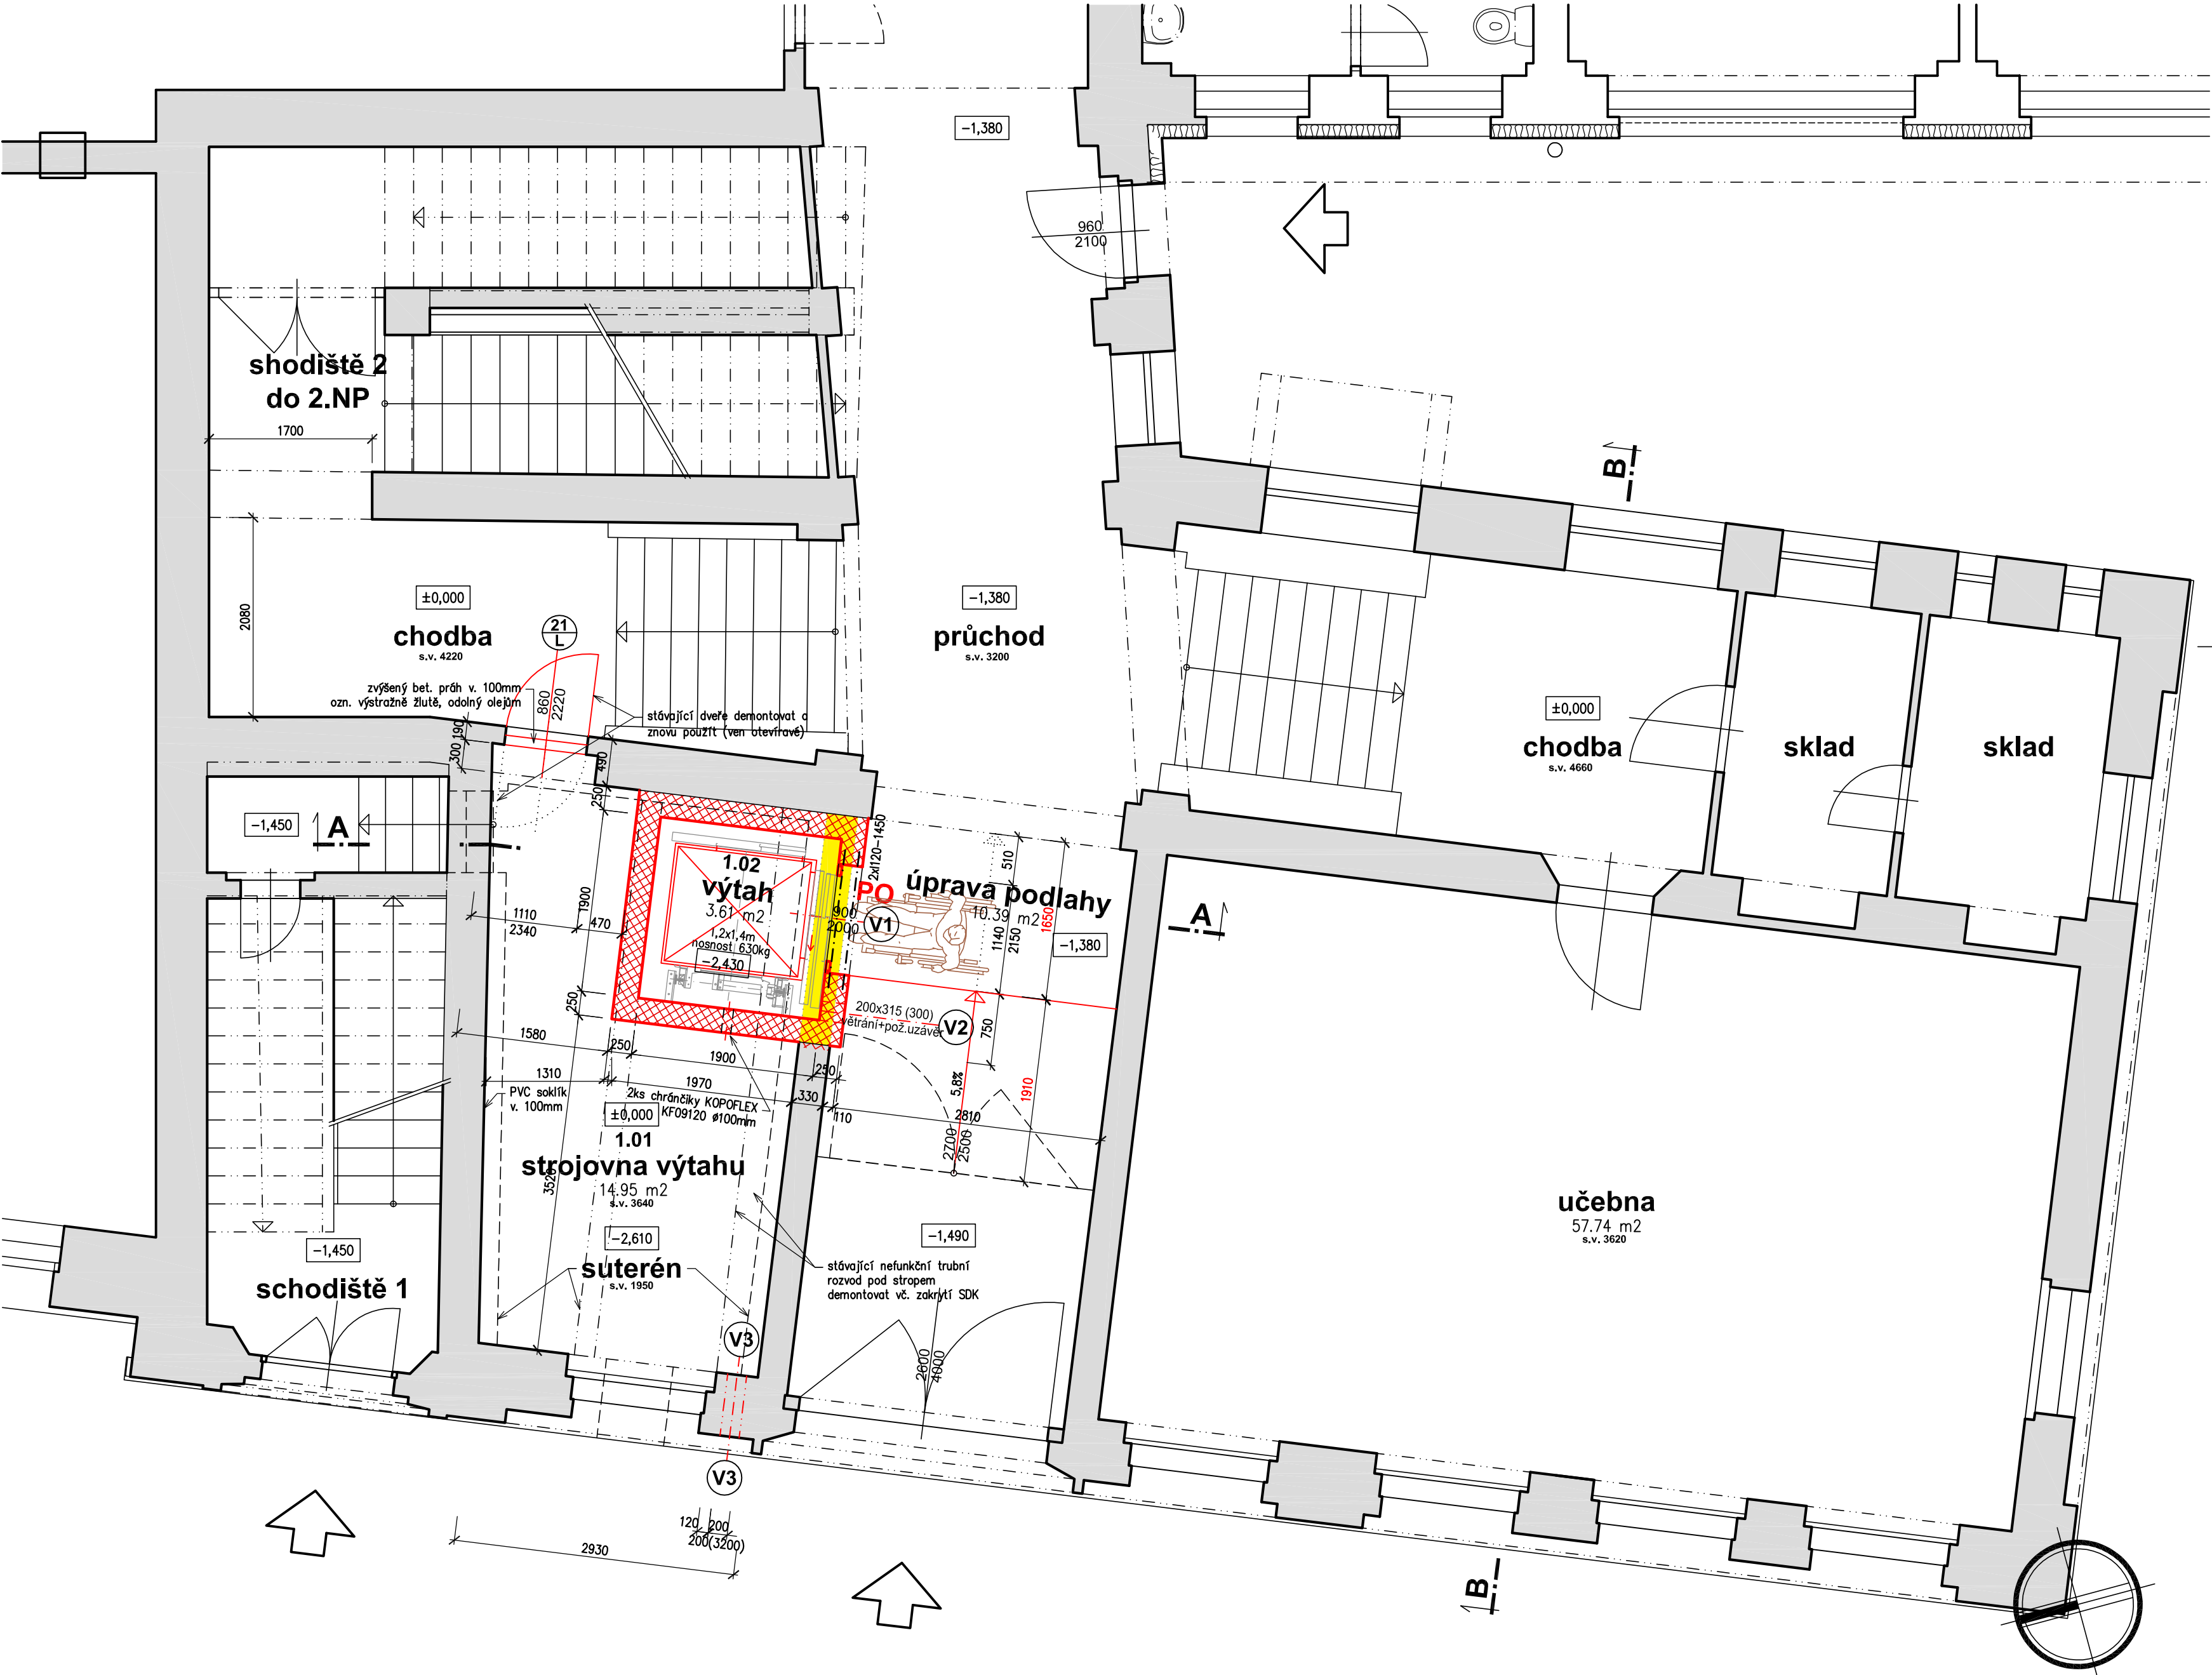 −1,380
960
2100
shodiště 2
do 2.NP
1700
B
2080
±0,000
chodba
s.v. 4220
21
L
−1,380
průchod
s.v. 3200
zvýšený bet. práh v. 100mm
ozn. výstražně žlutě, odolný olejům
860
2220
stávající dveře demontovat a
znovu použít (ven otevíravé)
±0,000
chodba
s.v. 4660
sklad
sklad
190
300
490
250
−1,450
A
2xI120-1450
1.02
výtah
3.61 m2
1,2x1,4m
nosnost 630kg
−2,430
900
2000
PO
V1
úprava podlahy
10.39 m2
510
1140
2150
1650
−1,380
A
1110
2340
1900
470
250
200x315 (300)
větrání+pož.uzávěr
V2
750
1580
250
1900
250
1310
1970
330
110
2810
5,8%
1910
PVC soklík
v. 100mm
2ks chráničky KOPOFLEX
KF09120 ø100mm
±0,000
1.01
strojovna výtahu
14.95 m2
s.v. 3640
3520
2700
2500
učebna
57.74 m2
s.v. 3620
−2,610
suterén
s.v. 1950
−1,490
−1,450
schodiště 1
stávající nefunkční trubní
rozvod pod stropem
demontovat vč. zakrytí SDK
V3
2600
4000
V3
120
200
200(3200)
2930
B